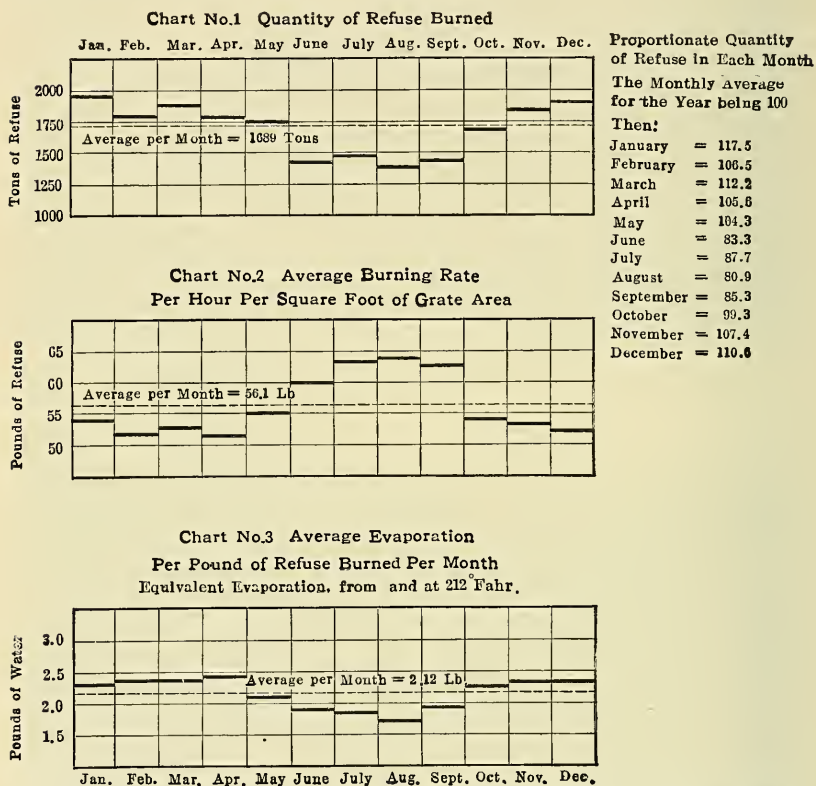 Chart No.1 Quantity of Refuse Burned
Jan. Feb. Mar. Apr. May June July Aug. Sept. Oct. Nov. Dec.
Tons of Refuse
2000
1750
1500
1250
1000
Average per Month = 1689 Tons
Proportionate Quantity
of Refuse in Each Month
The Monthly Average
for the Year being 100
Then:
January = 117.5
February = 106.5
March = 112.2
April = 105.6
May = 104.3
June = 83.3
July = 87.7
August = 80.9
September = 85.3
October = 99.3
November = 107.4
December = 110.6
Chart No.2 Average Burning Rate
Per Hour Per Square Foot of Grate Area
Pounds of Refuse
65
60
55
50
Average per Month = 56.1 Lb
Chart No.3 Average Evaporation
Per Pound of Refuse Burned Per Month
Equivalent Evaporation, from and at 212° Fahr.
Pounds of Water
3.0
2.5
2.0
1.5
Average per Month = 2.12 Lb
Jan. Feb. Mar. Apr. May June July Aug. Sept. Oct. Nov. Dec.